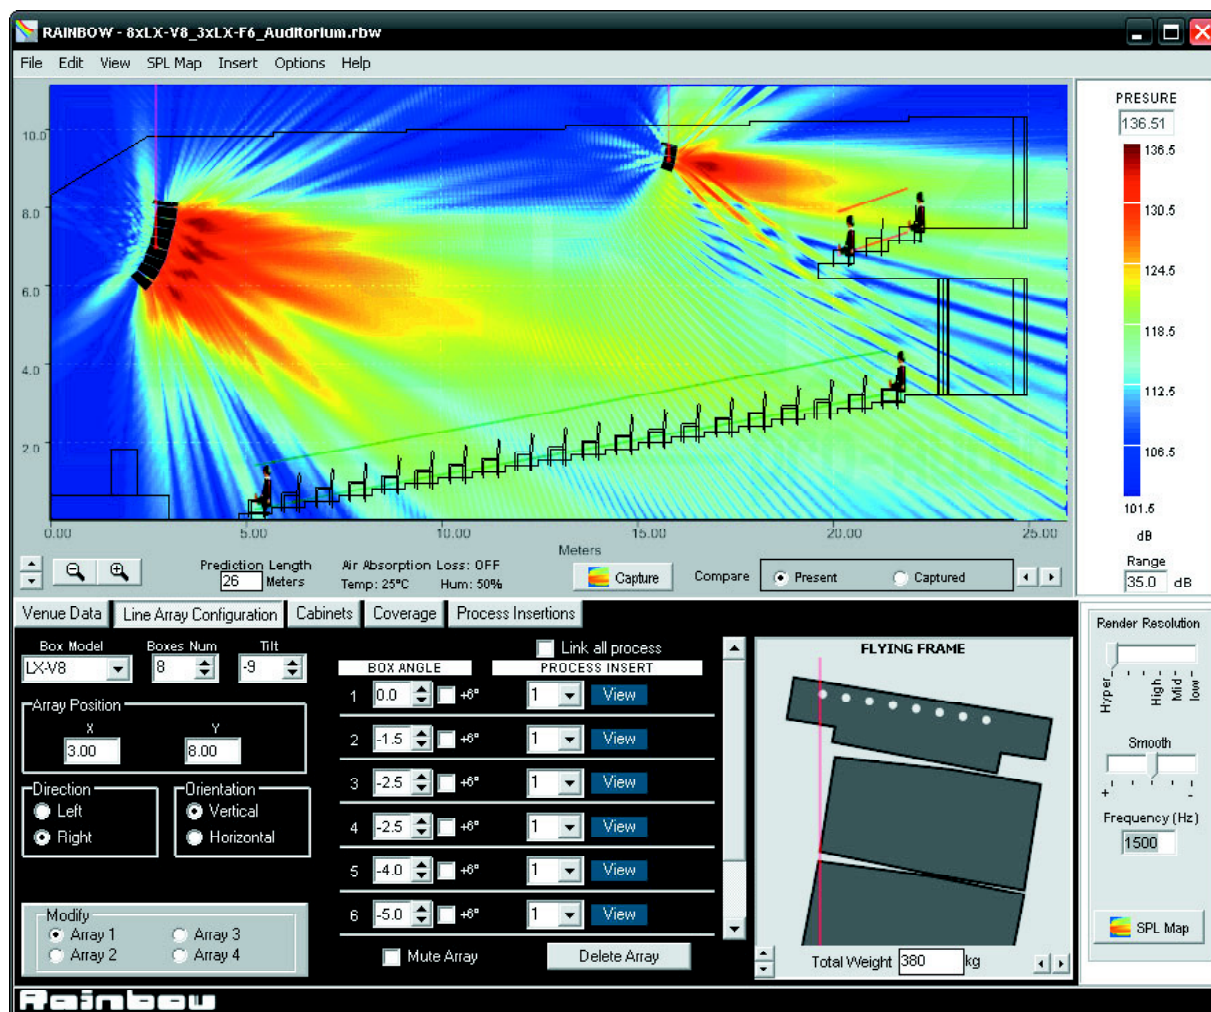 RAINBOW - 8xLX-V8_3xLX-F6_Auditorium.rbw
File Edit View SPL Map Insert Options Help
PRESURE
136.51
136.5
130.5
124.5
118.5
112.5
106.5
101.5
dB
Range
35.0 dB
10.0
8.0
6.0
4.0
2.0
0.00 5.00 10.00 15.00 20.00 25.00
Meters
Prediction Length
26 Meters
Air Absorption Loss: OFF
Temp: 25ºC Hum: 50%
Capture
Compare Present Captured
Venue Data Line Array Configuration Cabinets Coverage Process Insertions
Box Model Boxes Num Tilt
LX-V8 8 -9
Array Position
X Y
3.00 8.00
Direction
Left
Right
Orientation
Vertical
Horizontal
Modify
Array 1 Array 3
Array 2 Array 4
Link all process
BOX ANGLE PROCESS INSERT
1 0.0 +6º 1 View
2 -1.5 +6º 1 View
3 -2.5 +6º 1 View
4 -2.5 +6º 1 View
5 -4.0 +6º 1 View
6 -5.0 +6º 1 View
Mute Array Delete Array
FLYING FRAME
Total Weight 380 kg
Render Resolution
Hyper High Mid low
Smooth
+ -
Frequency (Hz)
1500
SPL Map
Rainbow